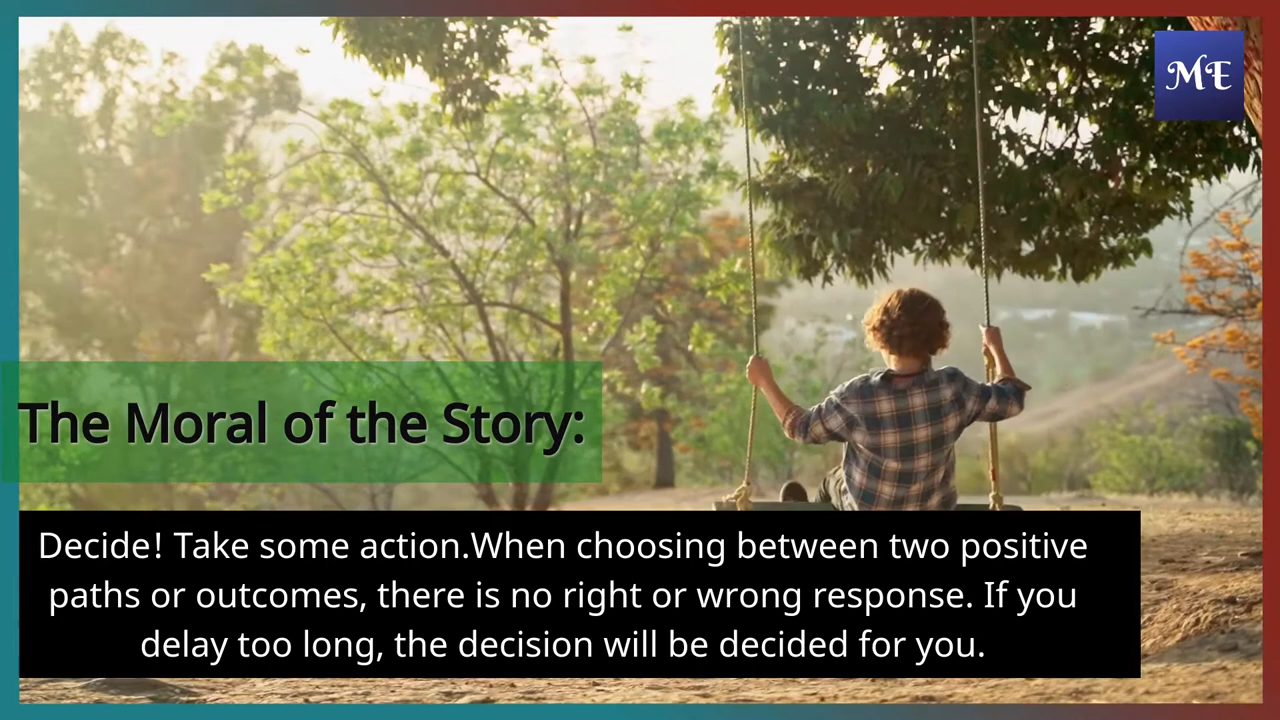 ME
The Moral of the Story:
Decide! Take some action.When choosing between two positive
paths or outcomes, there is no right or wrong response. If you
delay too long, the decision will be decided for you.